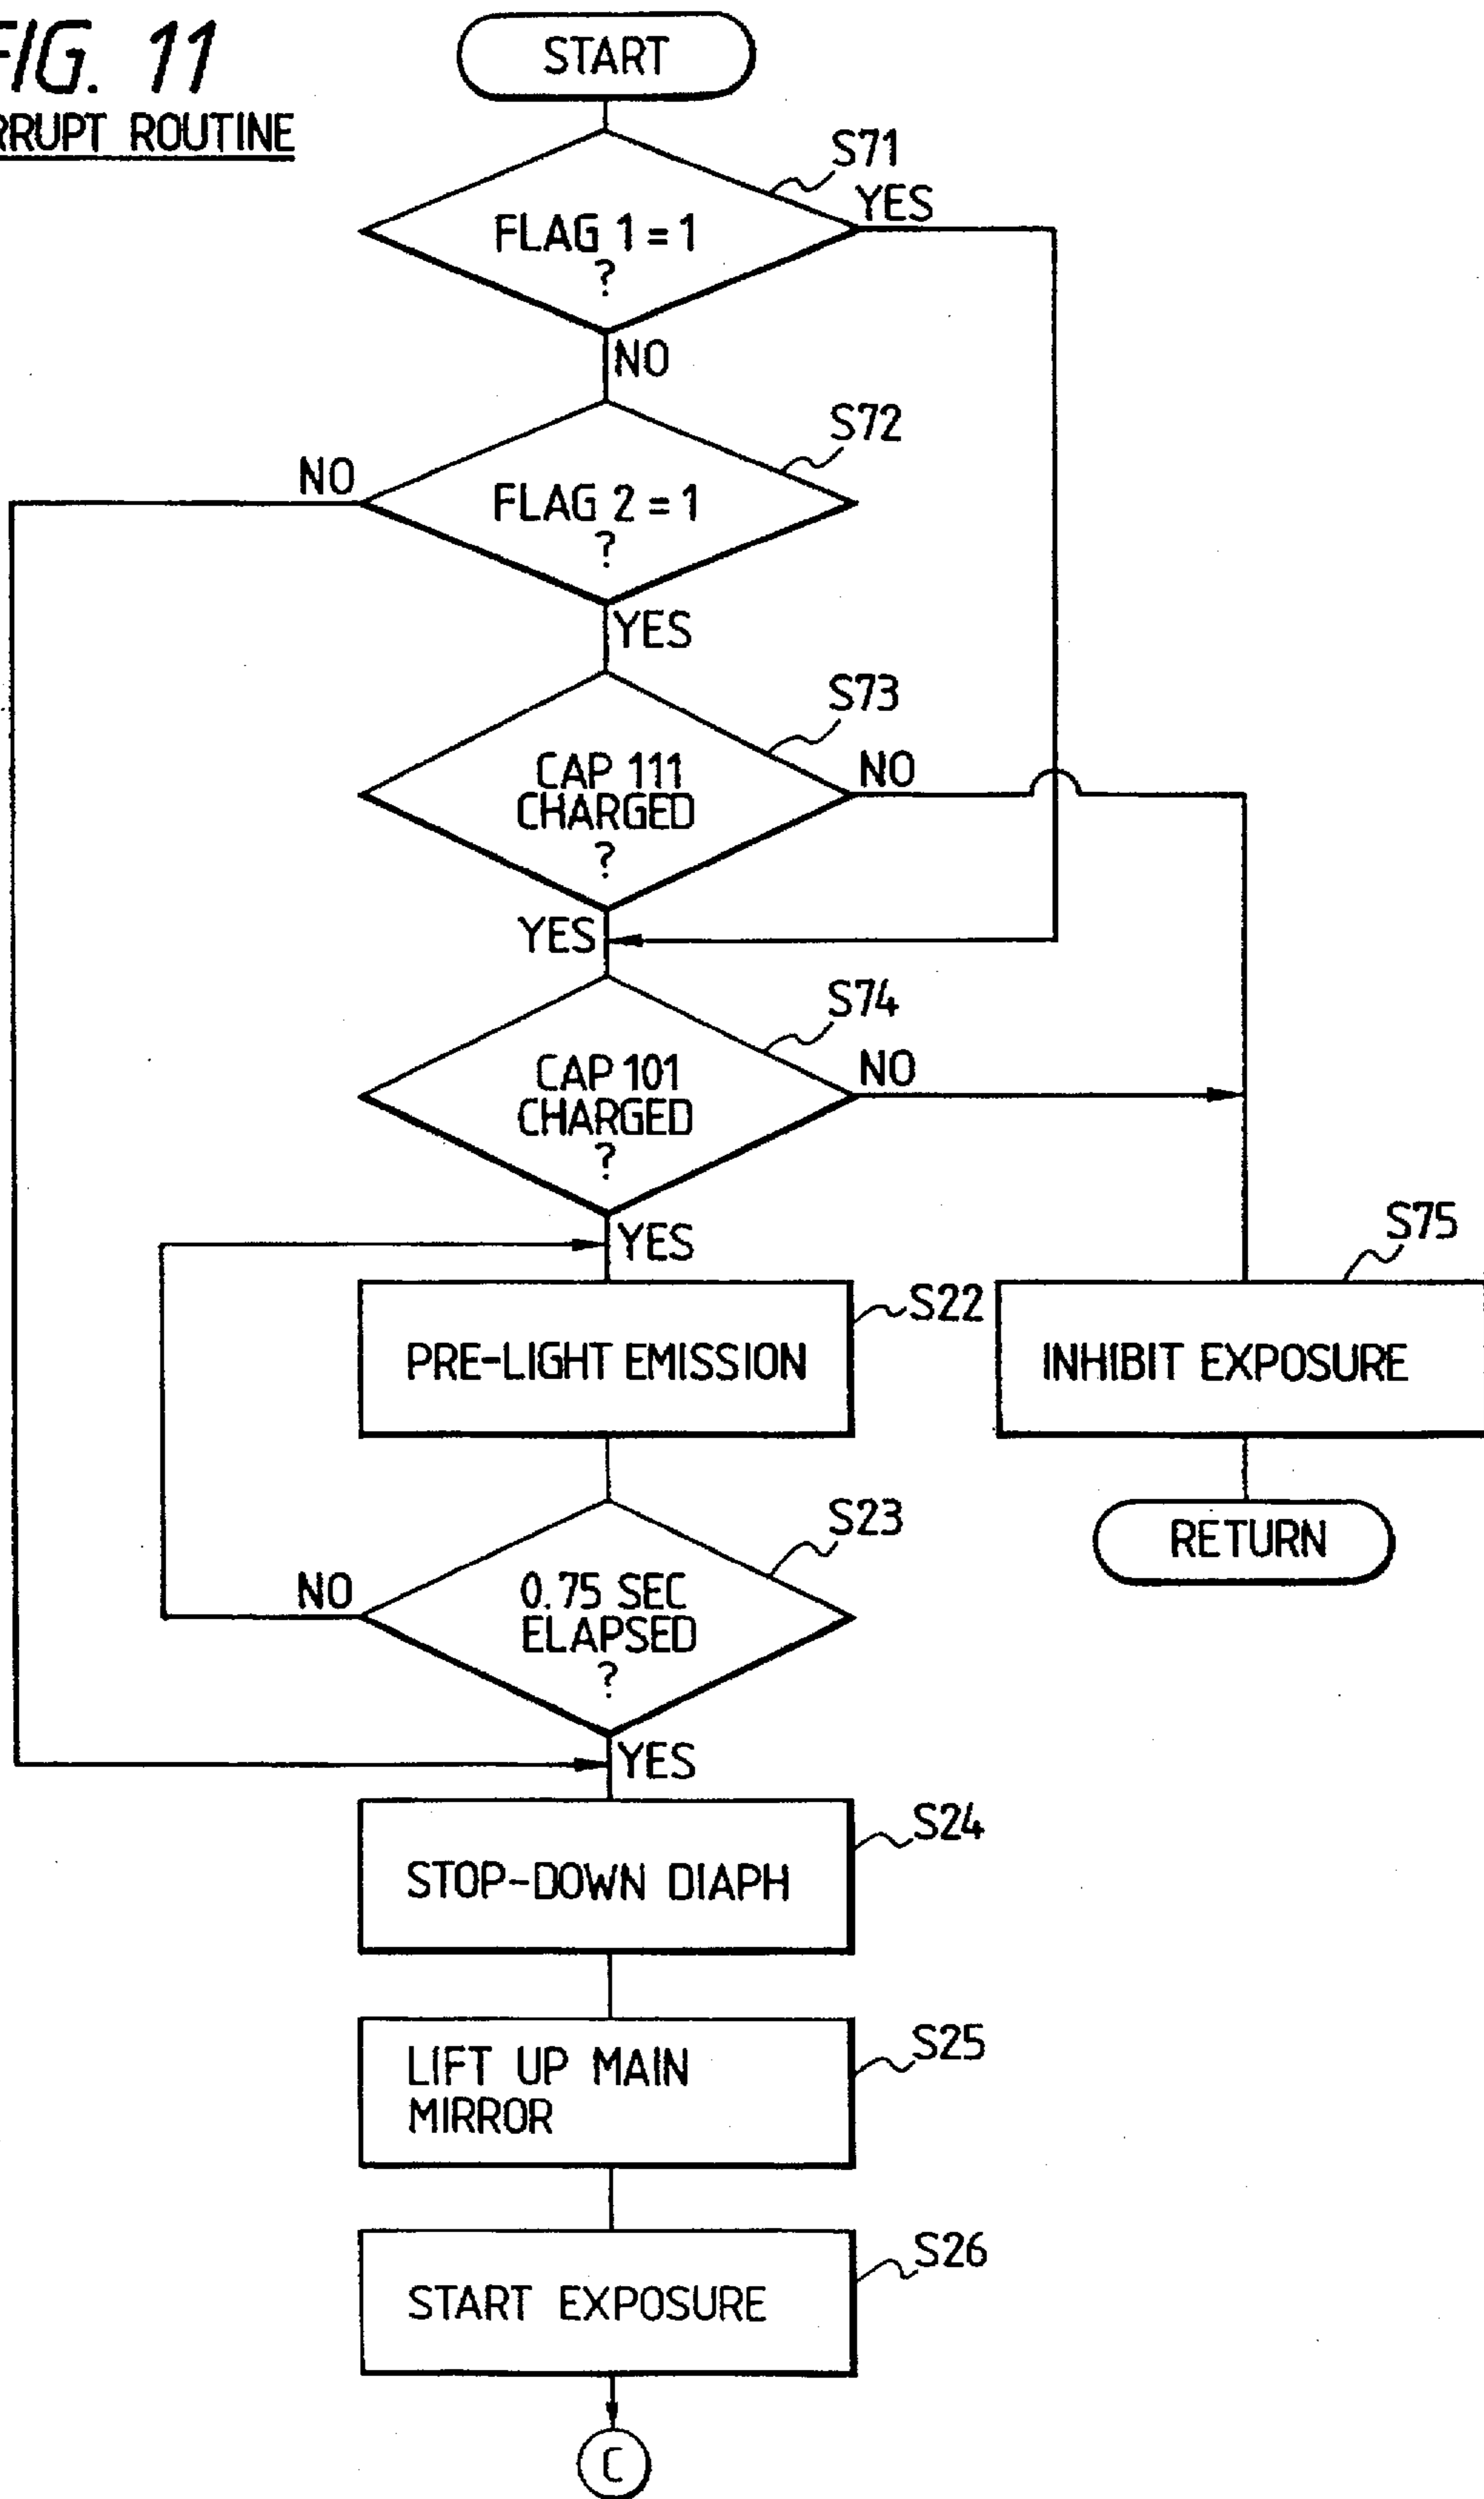 FIG. 11
ROUTINE
START
S71
FLAG 1 = 1
?
YES
NO
S72
FLAG 2 = 1
?
NO
YES
S73
CAP 111
CHARGED
?
NO
YES
S74
CAP 101
CHARGED
?
NO
YES
S22
PRE-LIGHT EMISSION
S75
INHIBIT EXPOSURE
RETURN
S23
0.75 SEC
ELAPSED
?
NO
YES
S24
STOP-DOWN DIAPH
S25
LIFT UP MAIN
MIRROR
S26
START EXPOSURE
C